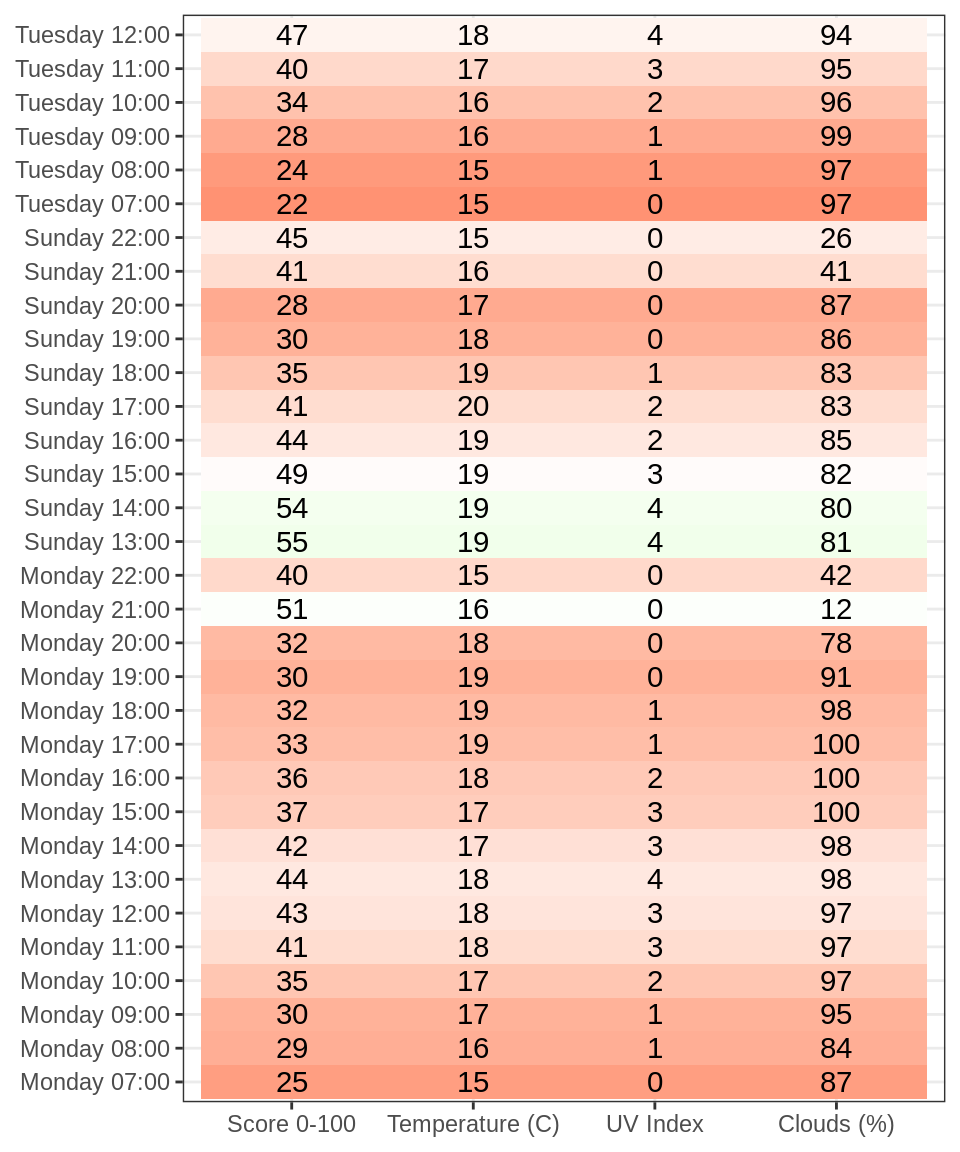 Tuesday 12:00 47 18 4 94
Tuesday 11:00 40 17 3 95
Tuesday 10:00 34 16 2 96
Tuesday 09:00 28 16 1 99
Tuesday 08:00 24 15 1 97
Tuesday 07:00 22 15 0 97
Sunday 22:00 45 15 0 26
Sunday 21:00 41 16 0 41
Sunday 20:00 28 17 0 87
Sunday 19:00 30 18 0 86
Sunday 18:00 35 19 1 83
Sunday 17:00 41 20 2 83
Sunday 16:00 44 19 2 85
Sunday 15:00 49 19 3 82
Sunday 14:00 54 19 4 80
Sunday 13:00 55 19 4 81
Monday 22:00 40 15 0 42
Monday 21:00 51 16 0 12
Monday 20:00 32 18 0 78
Monday 19:00 30 19 0 91
Monday 18:00 32 19 1 98
Monday 17:00 33 19 1 100
Monday 16:00 36 18 2 100
Monday 15:00 37 17 3 100
Monday 14:00 42 17 3 98
Monday 13:00 44 18 4 98
Monday 12:00 43 18 3 97
Monday 11:00 41 18 3 97
Monday 10:00 35 17 2 97
Monday 09:00 30 17 1 95
Monday 08:00 29 16 1 84
Monday 07:00 25 15 0 87
Score 0-100 Temperature (C) UV Index Clouds (%)